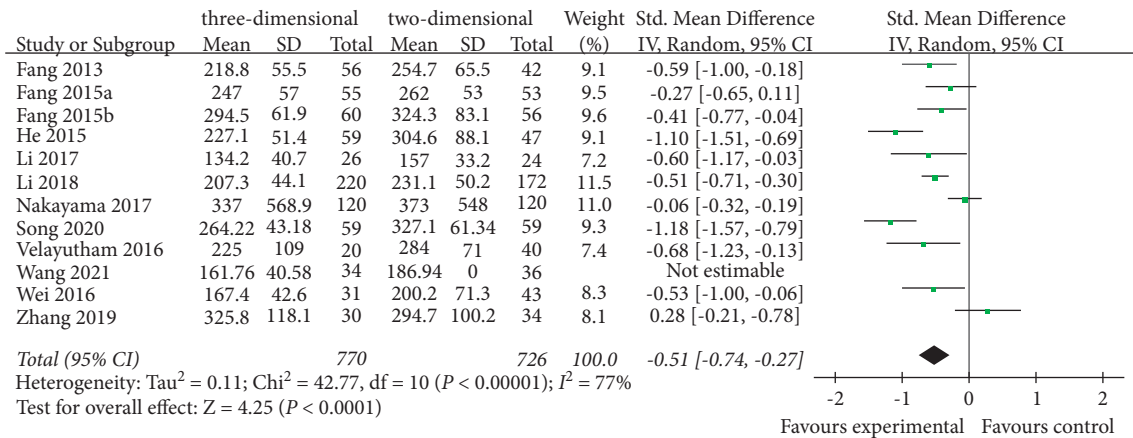 three-dimensional two-dimensional Weight Std. Mean Difference Std. Mean Difference
Study or Subgroup Mean SD Total Mean SD Total (%) IV, Random, 95% CI IV, Random, 95% CI
Fang 2013 218.8 55.5 56 254.7 65.5 42 9.1 -0.59 [-1.00, -0.18]
Fang 2015a 247 57 55 262 53 53 9.5 -0.27 [-0.65, 0.11]
Fang 2015b 294.5 61.9 60 324.3 83.1 56 9.6 -0.41 [-0.77, -0.04]
He 2015 227.1 51.4 59 304.6 88.1 47 9.1 -1.10 [-1.51, -0.69]
Li 2017 134.2 40.7 26 157 33.2 24 7.2 -0.60 [-1.17, -0.03]
Li 2018 207.3 44.1 220 231.1 50.2 172 11.5 -0.51 [-0.71, -0.30]
Nakayama 2017 337 568.9 120 373 548 120 11.0 -0.06 [-0.32, -0.19]
Song 2020 264.22 43.18 59 327.1 61.34 59 9.3 -1.18 [-1.57, -0.79]
Velayutham 2016 225 109 20 284 71 40 7.4 -0.68 [-1.23, -0.13]
Wang 2021 161.76 40.58 34 186.94 0 36 Not estimable
Wei 2016 167.4 42.6 31 200.2 71.3 43 8.3 -0.53 [-1.00, -0.06]
Zhang 2019 325.8 118.1 30 294.7 100.2 34 8.1 0.28 [-0.21, -0.78]
Total (95% CI) 770 726 100.0 -0.51 [-0.74, -0.27]
Heterogeneity: Tau² = 0.11; Chi² = 42.77, df = 10 (P < 0.00001); I² = 77%
Test for overall effect: Z = 4.25 (P < 0.0001)
-2 -1 0 1 2
Favours experimental Favours control